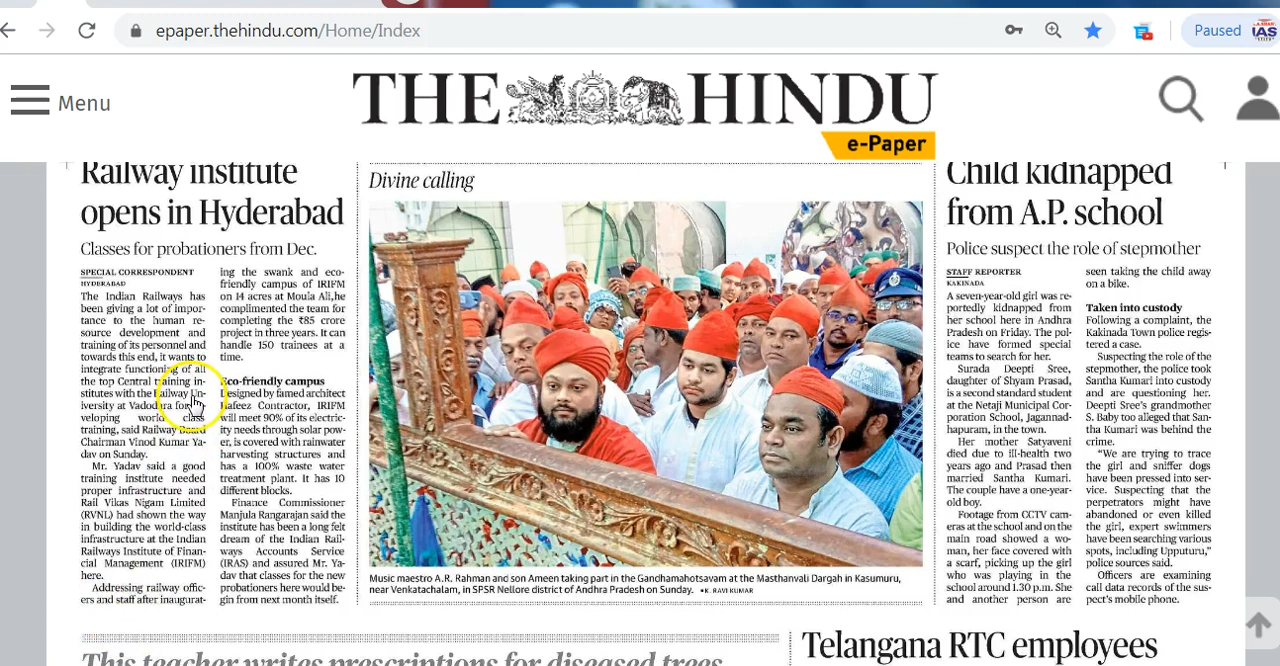 epaper.thehindu.com/Home/Index
Paused
IAS
Menu
THE HINDU
e-Paper
Railway institute
opens in Hyderabad
Classes for probationers from Dec.
SPECIAL CORRESPONDENT
HYDERABAD
The Indian Railways has
been giving a lot of impor-
tance to the human re-
source development and
training of its personnel and
towards this end, it wants to
integrate functioning of all
the top Central training in-
stitutes with the Railway Un-
iversity at Vadodra for
veloping world class
training, said Railway Board
Chairman Vinod Kumar Ya-
dav on Sunday.
Mr. Yadav said a good
training institute needed
proper infrastructure and
Rail Vikas Nigam Limited
(RVNL) had shown the way
in building the world-class
infrastructure at the Indian
Railways Institute of Finan-
cial Management (IRIFM)
here.
Addressing railway offic-
ers and staff after inaugurat-
ing the swank and eco-
friendly campus of IRIFM
on 14 acres at Moula Ali,he
complimented the team for
completing the ₹85 crore
project in three years. It can
handle 150 trainees at a
time.
Eco-friendly campus
Designed by famed architect
Hafeez Contractor, IRIFM
will meet 90% of its electric-
ity needs through solar pow-
er, is covered with rainwater
harvesting structures and
has a 100% waste water
treatment plant. It has 10
different blocks.
Finance Commissioner
Manjula Rangarajan said the
institute has been a long felt
dream of the Indian Rail-
ways Accounts Service
(IRAS) and assured Mr. Ya-
dav that classes for the new
probationers here would be-
gin from next month itself.
Divine calling
Music maestro A.R. Rahman and son Ameen taking part in the Gandhamahotsavam at the Masthanvali Dargah in Kasumuru,
near Venkatachalam, in SPSR Nellore district of Andhra Pradesh on Sunday. •K. RAVI KUMAR
Child kidnapped
from A.P. school
Police suspect the role of stepmother
STAFF REPORTER
KAKINADA
A seven-year-old girl was re-
portedly kidnapped from
her school here in Andhra
Pradesh on Friday. The pol-
ice have formed special
teams to search for her.
Surada Deepti Sree,
daughter of Shyam Prasad,
is a second standard student
at the Netaji Municipal Cor-
poration School, Jagannad-
hapuram, in the town.
Her mother Satyaveni
died due to ill-health two
years ago and Prasad then
married Santha Kumari.
The couple have a one-year-
old boy.
Footage from CCTV cam-
eras at the school and on the
main road showed a wo-
man, her face covered with
a scarf, picking up the girl
who was playing in the
school around 1.30 p.m. She
and another person are
seen taking the child away
on a bike.
Taken into custody
Following a complaint, the
Kakinada Town police regis-
tered a case.
Suspecting the role of the
stepmother, the police took
Santha Kumari into custody
and are questioning her.
Deepti Sree's grandmother
S. Baby too alleged that San-
tha Kumari was behind the
crime.
“We are trying to trace
the girl and sniffer dogs
have been pressed into ser-
vice. Suspecting that the
perpetrators might have
abandoned or even killed
the girl, expert swimmers
have been searching various
spots, including Upputuru,”
police sources said.
Officers are examining
call data records of the sus-
pect's mobile phone.
This teacher writes prescriptions for diseased trees
Telangana RTC employees